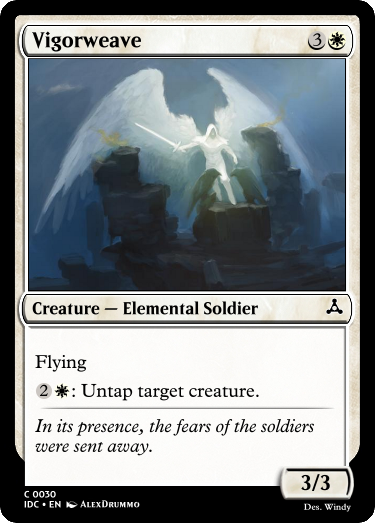 Vigorweave 3
Creature — Elemental Soldier
Flying
2 : Untap target creature.
In its presence, the fears of the soldiers
were sent away.
3/3
C 0030
IDC • EN AlexDrummo
Des. Windy